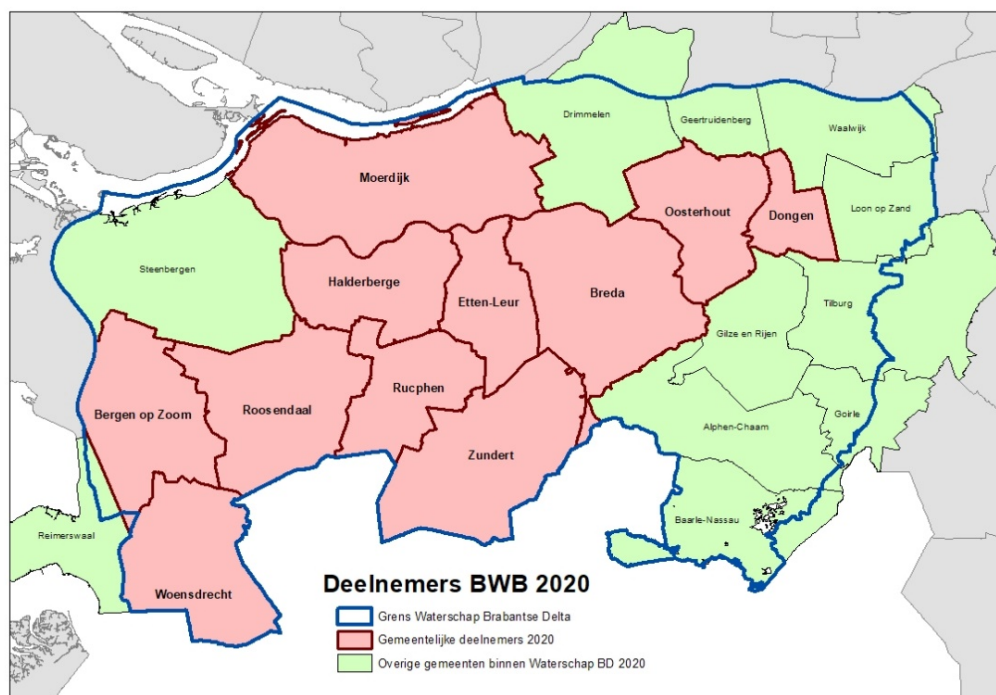 Drimmelen
Geertruidenberg
Waalwijk
Moerdijk
Oosterhout
Dongen
Loon op Zand
Steenbergen
Halderberge
Etten-Leur
Breda
Tilburg
Gilze en Rijen
Rucphen
Bergen op Zoom
Roosendaal
Goirle
Alphen-Chaam
Zundert
Baarle-Nassau
Reimerswaal
Woensdrecht
Deelnemers BWB 2020
Grens Waterschap Brabantse Delta
Gemeentelijke deelnemers 2020
Overige gemeenten binnen Waterschap BD 2020